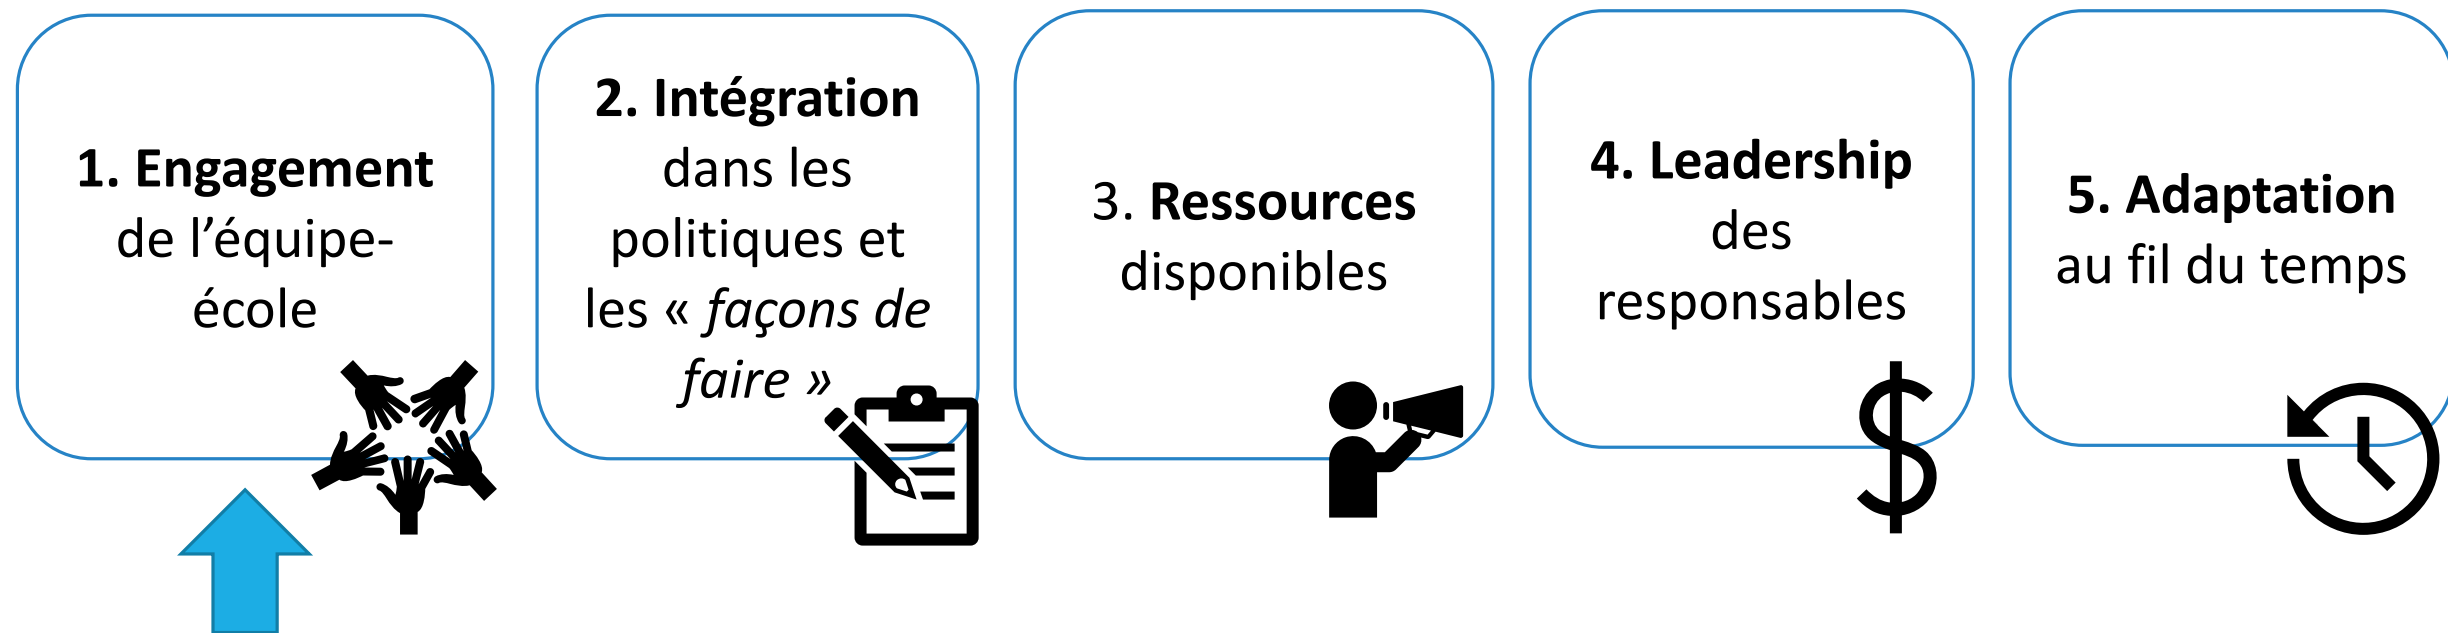 1. Engagement
de l’équipe-
école
2. Intégration
dans les
politiques et
les « façons de
faire »
3. Ressources
disponibles
4. Leadership
des
responsables
5. Adaptation
au fil du temps